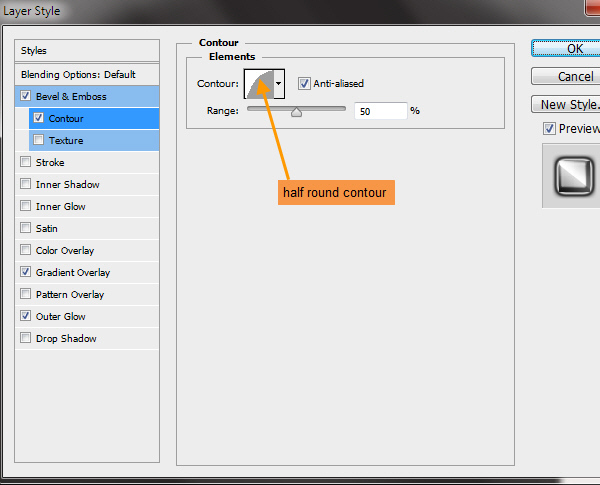 Layer Style
Styles
Blending Options: Default
Bevel & Emboss
Contour
Texture
Stroke
Inner Shadow
Inner Glow
Satin
Color Overlay
Gradient Overlay
Pattern Overlay
Outer Glow
Drop Shadow
Contour
Elements
Contour: Anti-aliased
Range: 50 %
half round contour
OK
Cancel
New Style.
Preview